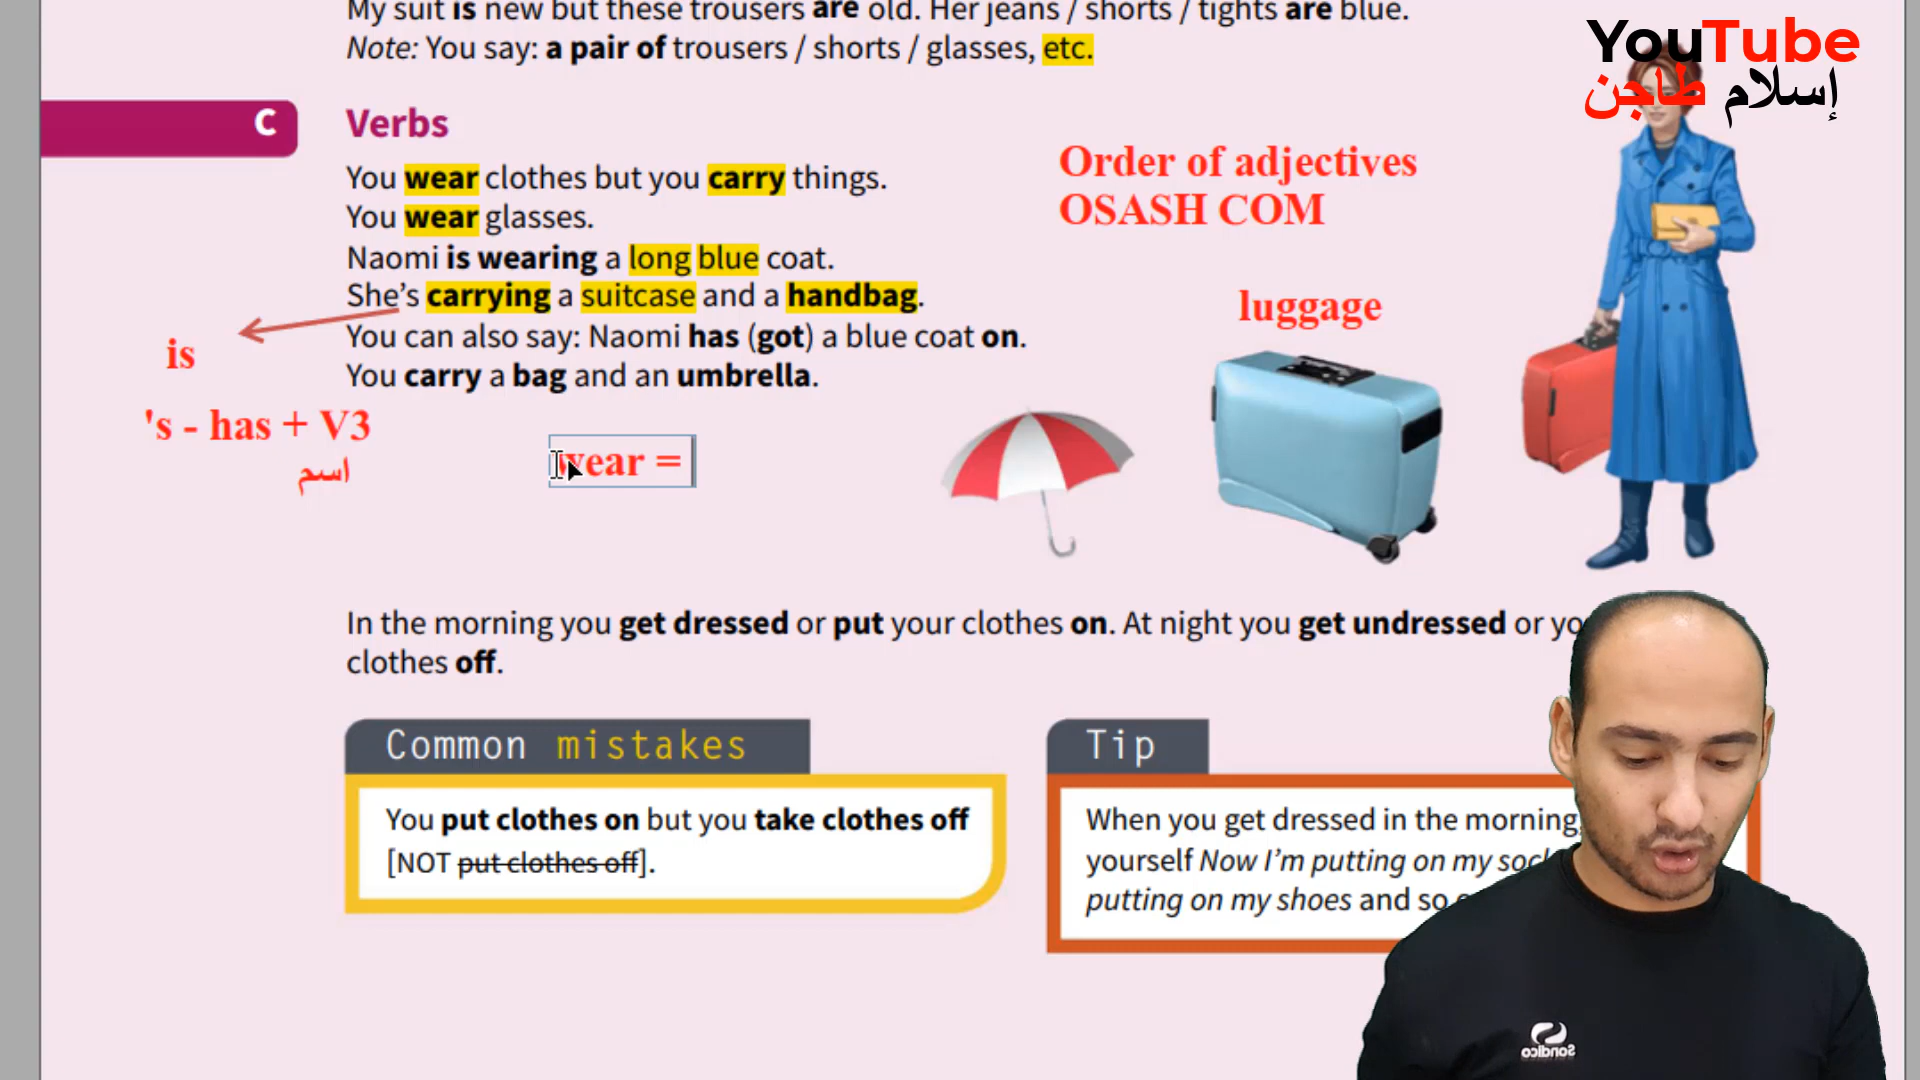 My suit is new but these trousers are old. Her jeans / shorts / tights are blue.
Note: You say: a pair of trousers / shorts / glasses, etc.
YouTube
إسلام طاجن
C
Verbs
You wear clothes but you carry things.
You wear glasses.
Naomi is wearing a long blue coat.
She's carrying a suitcase and a handbag.
You can also say: Naomi has (got) a blue coat on.
You carry a bag and an umbrella.
Order of adjectives
OSASH COM
luggage
is
's - has + V3
اسم
wear =
In the morning you get dressed or put your clothes on. At night you get undressed or
clothes off.
Common mistakes
You put clothes on but you take clothes off
[NOT put clothes off].
Tip
When you get dressed in the morning,
yourself Now I'm putting on my
putting on my shoes and so
Sondico